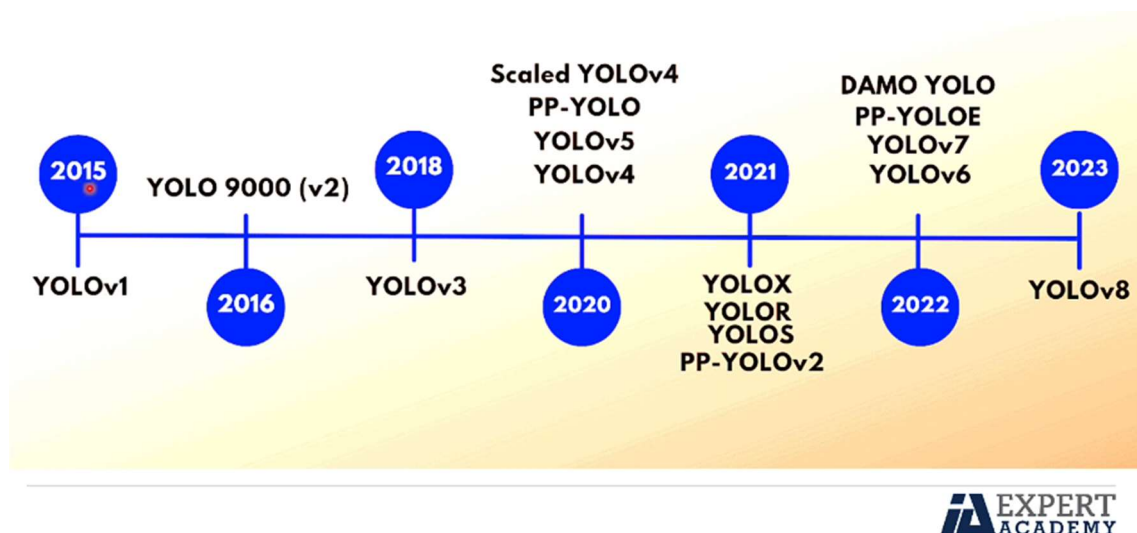 2015
YOLOv1
YOLO 9000 (v2)
2016
2018
YOLOv3
Scaled YOLOv4
PP-YOLO
YOLOv5
YOLOv4
2020
2021
YOLOX
YOLOR
YOLOS
PP-YOLOv2
DAMO YOLO
PP-YOLOE
YOLOv7
YOLOv6
2022
2023
YOLOv8
IA EXPERT
ACADEMY